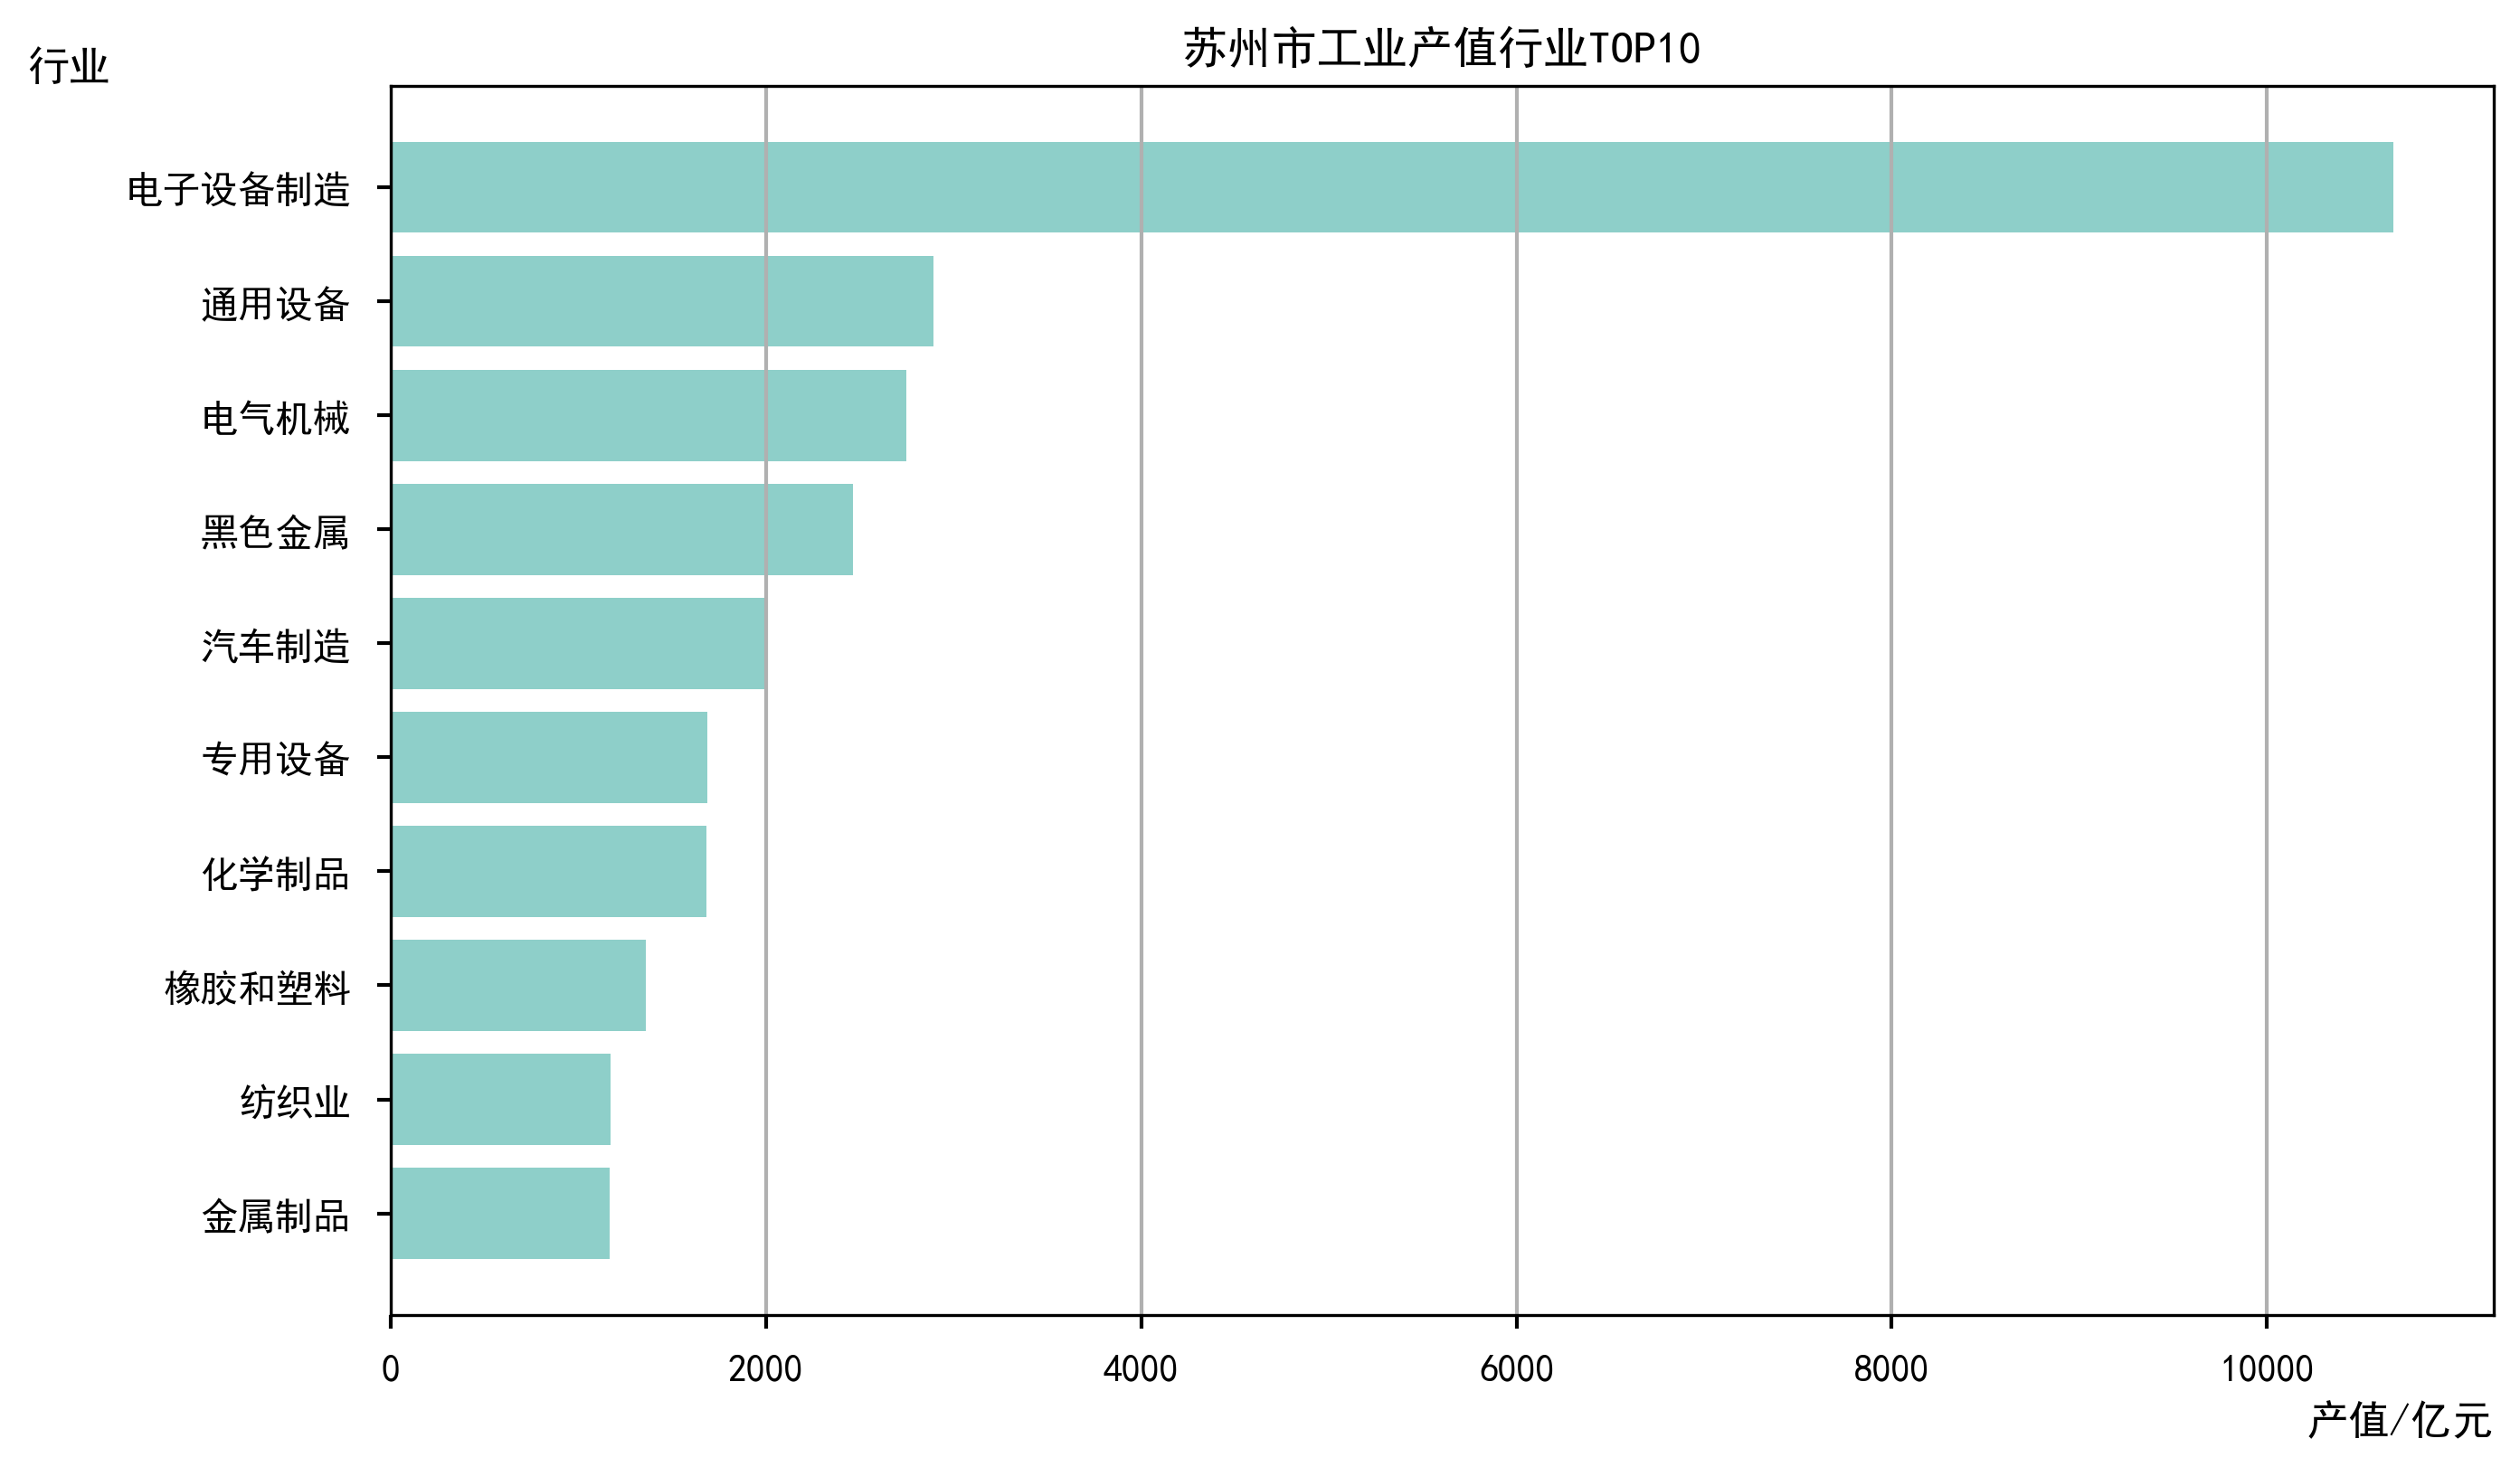 苏州市工业产值行业TOP10
行业
电子设备制造
通用设备
电气机械
黑色金属
汽车制造
专用设备
化学制品
橡胶和塑料
纺织业
金属制品
0 2000 4000 6000 8000 10000
产值/亿元